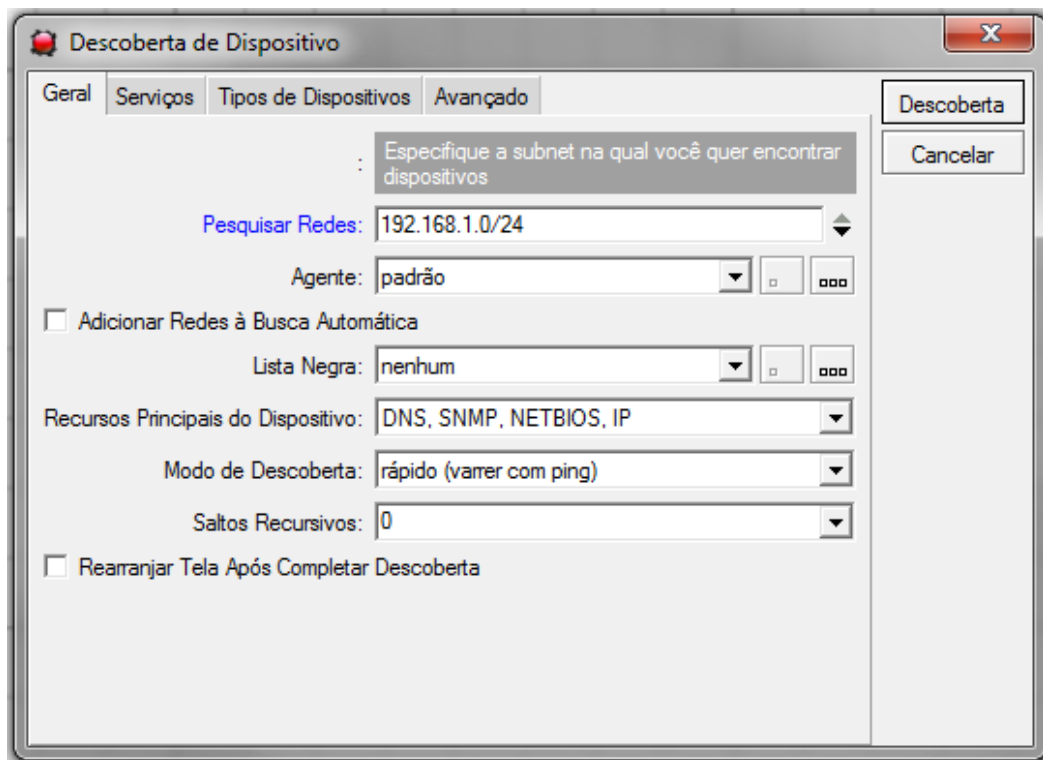 Descoberta de Dispositivo
Geral Serviços Tipos de Dispositivos Avançado
Descoberta
Cancelar
: Especifique a subnet na qual você quer encontrar
dispositivos
Pesquisar Redes: 192.168.1.0/24
Agente: padrão
Adicionar Redes à Busca Automática
Lista Negra: nenhum
Recursos Principais do Dispositivo: DNS, SNMP, NETBIOS, IP
Modo de Descoberta: rápido (varrer com ping)
Saltos Recursivos: 0
Rearranjar Tela Após Completar Descoberta